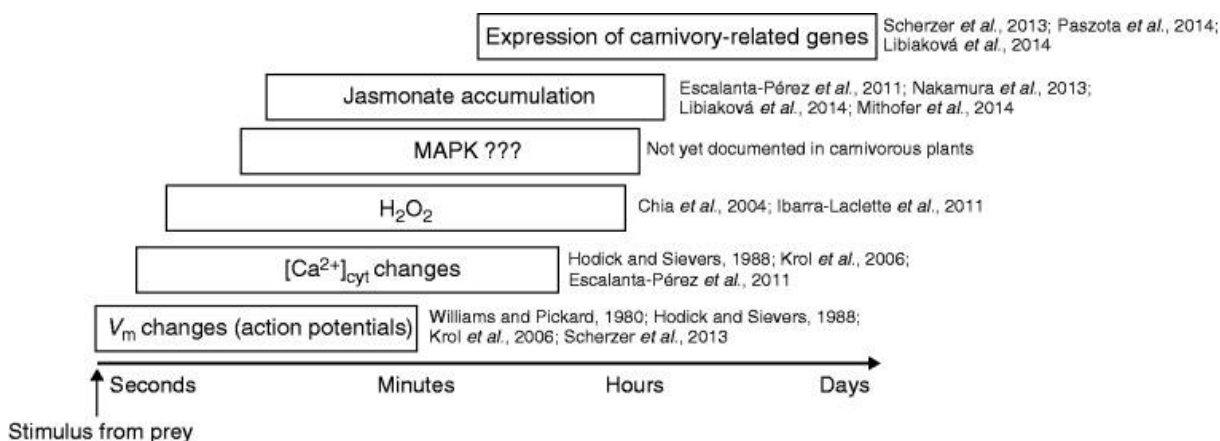 Expression of carnivory-related genes
Scherzer et al., 2013; Paszota et al., 2014;
Libiaková et al., 2014
Jasmonate accumulation
Escalanta-Pérez et al., 2011; Nakamura et al., 2013;
Libiaková et al., 2014; Mithofer et al., 2014
MAPK ???
Not yet documented in carnivorous plants
H₂O₂
Chia et al., 2004; Ibarra-Laclette et al., 2011
[Ca²⁺]cyt changes
Hodick and Sievers, 1988; Krol et al., 2006;
Escalanta-Pérez et al., 2011
Vm changes (action potentials)
Williams and Pickard, 1980; Hodick and Sievers, 1988;
Krol et al., 2006; Scherzer et al., 2013
Seconds Minutes Hours Days
Stimulus from prey